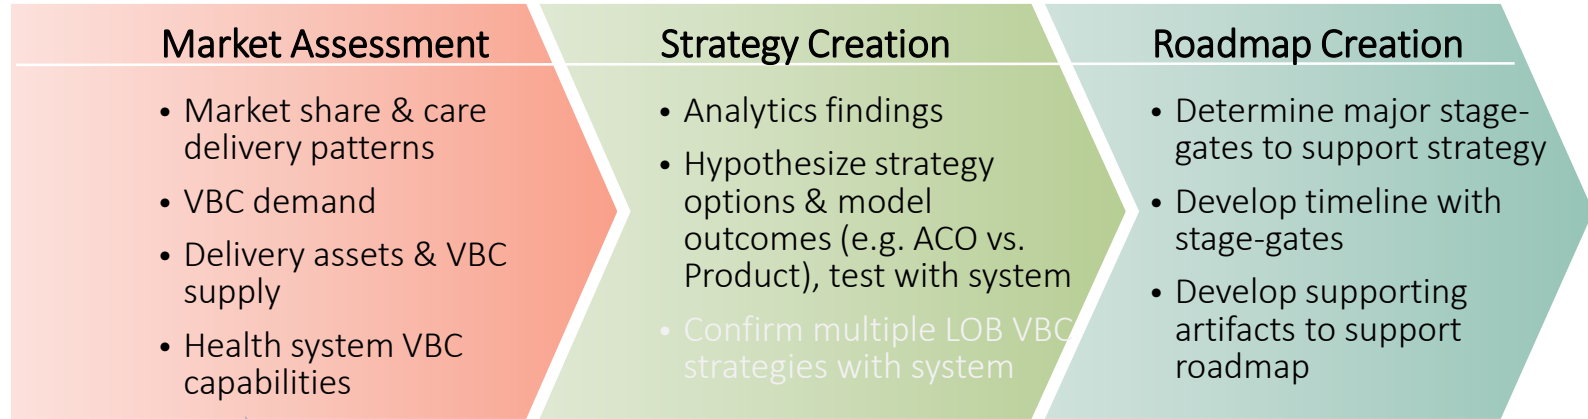 Market Assessment
• Market share & care
delivery patterns
• VBC demand
• Delivery assets & VBC
supply
• Health system VBC
capabilities
Strategy Creation
• Analytics findings
• Hypothesize strategy
options & model
outcomes (e.g. ACO vs.
Product), test with system
• Confirm multiple LOB VBC
strategies with system
Roadmap Creation
• Determine major stage-
gates to support strategy
• Develop timeline with
stage-gates
• Develop supporting
artifacts to support
roadmap